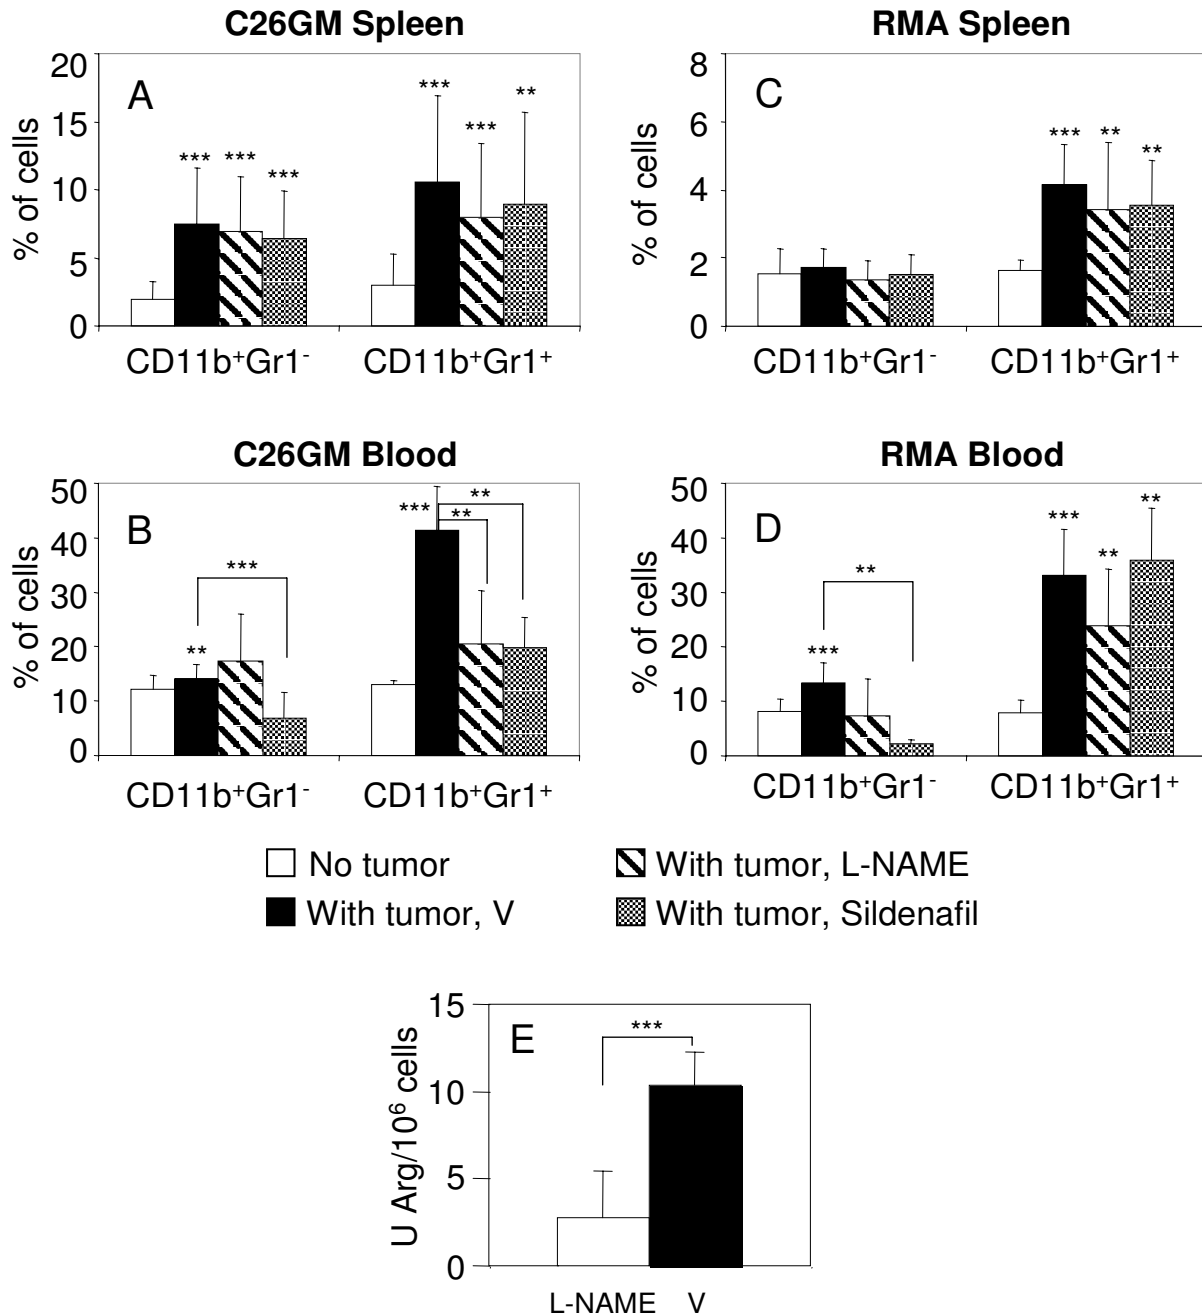 C26GM Spleen
RMA Spleen
A
% of cells
20
15
10
5
0
*** *** ***
*** *** **
CD11b⁺Gr1⁻ CD11b⁺Gr1⁺
C
% of cells
8
6
4
2
0
*** ** **
CD11b⁺Gr1⁻ CD11b⁺Gr1⁺
C26GM Blood
RMA Blood
B
% of cells
50
40
30
20
10
0
***
**
*** ** **
CD11b⁺Gr1⁻ CD11b⁺Gr1⁺
D
% of cells
50
40
30
20
10
0
**
***
*** ** **
CD11b⁺Gr1⁻ CD11b⁺Gr1⁺
No tumor
With tumor, L-NAME
With tumor, V
With tumor, Sildenafil
E
U Arg/10⁶ cells
15
10
5
0
***
L-NAME V